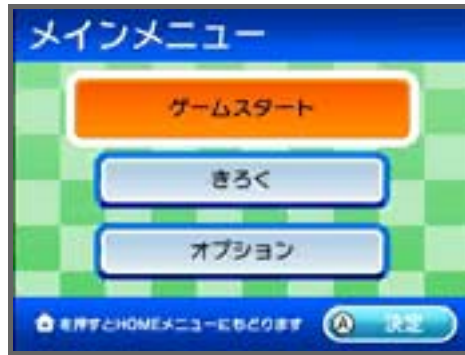 メインメニュー
ゲームスタート
きろく
オプション
を押すとHOMEメニューにもどります
A 決定